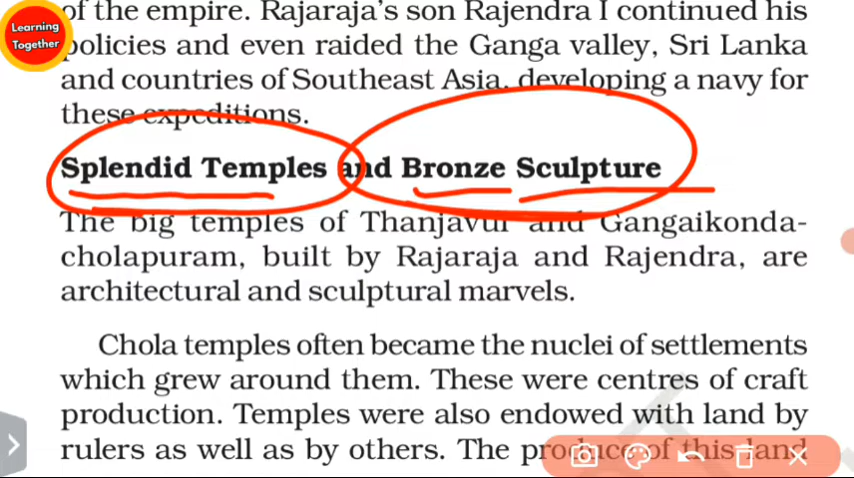 Learning
Together
of the empire. Rajaraja's son Rajendra I continued his
policies and even raided the Ganga valley, Sri Lanka
and countries of Southeast Asia, developing a navy for
these expeditions.
Splendid Temples and Bronze Sculpture
The big temples of Thanjavur and Gangaikonda-
cholapuram, built by Rajaraja and Rajendra, are
architectural and sculptural marvels.
Chola temples often became the nuclei of settlements
which grew around them. These were centres of craft
production. Temples were also endowed with land by
rulers as well as by others. The produce of this land